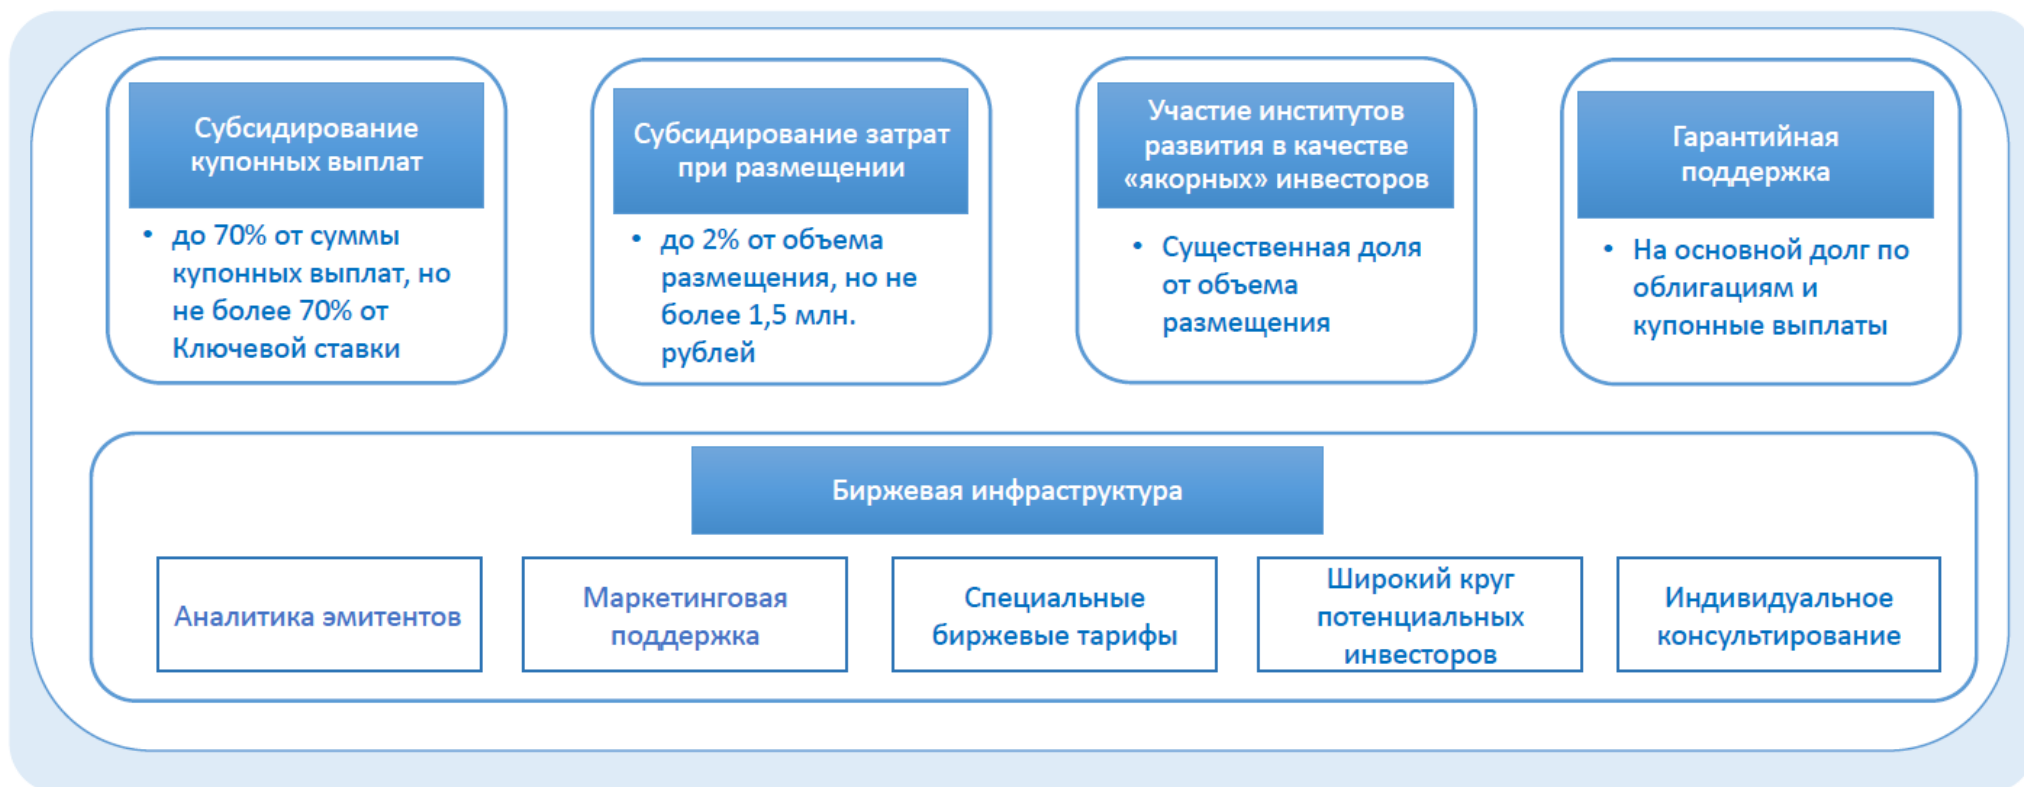 Субсидирование
купонных выплат
• до 70% от суммы
купонных выплат, но
не более 70% от
Ключевой ставки
Субсидирование затрат
при размещении
• до 2% от объема
размещения, но не
более 1,5 млн.
рублей
Участие институтов
развития в качестве
«якорных» инвесторов
• Существенная доля
от объема
размещения
Гарантийная
поддержка
• На основной долг по
облигациям и
купонные выплаты
Биржевая инфраструктура
Аналитика эмитентов
Маркетинговая
поддержка
Специальные
биржевые тарифы
Широкий круг
потенциальных
инвесторов
Индивидуальное
консультирование